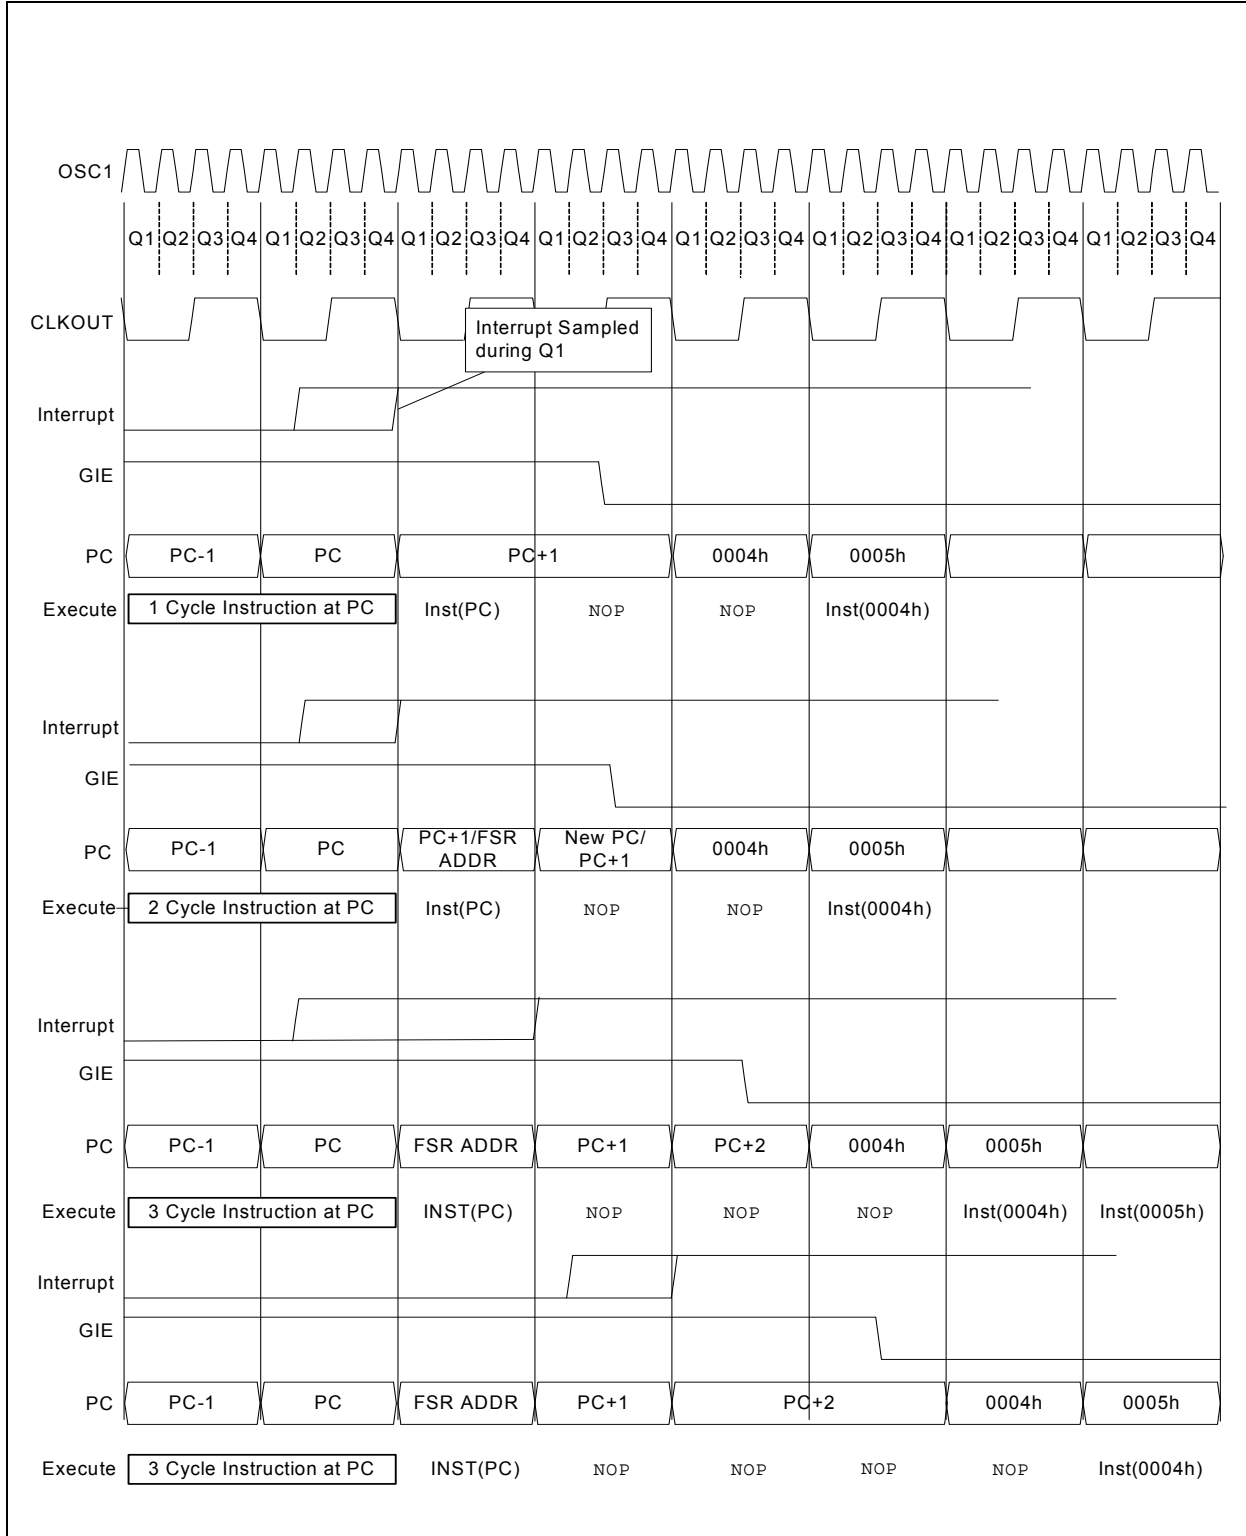 OSC1
Q1 Q2 Q3 Q4 Q1 Q2 Q3 Q4 Q1 Q2 Q3 Q4 Q1 Q2 Q3 Q4 Q1 Q2 Q3 Q4 Q1 Q2 Q3 Q4 Q1 Q2 Q3 Q4 Q1 Q2 Q3 Q4
CLKOUT
Interrupt Sampled
during Q1
Interrupt
GIE
PC PC-1 PC PC+1 0004h 0005h
Execute 1 Cycle Instruction at PC Inst(PC) NOP NOP Inst(0004h)
Interrupt
GIE
PC PC-1 PC PC+1/FSR ADDR New PC/ PC+1 0004h 0005h
Execute 2 Cycle Instruction at PC Inst(PC) NOP NOP Inst(0004h)
Interrupt
GIE
PC PC-1 PC FSR ADDR PC+1 PC+2 0004h 0005h
Execute 3 Cycle Instruction at PC INST(PC) NOP NOP NOP Inst(0004h) Inst(0005h)
Interrupt
GIE
PC PC-1 PC FSR ADDR PC+1 PC+2 0004h 0005h
Execute 3 Cycle Instruction at PC INST(PC) NOP NOP NOP NOP Inst(0004h)